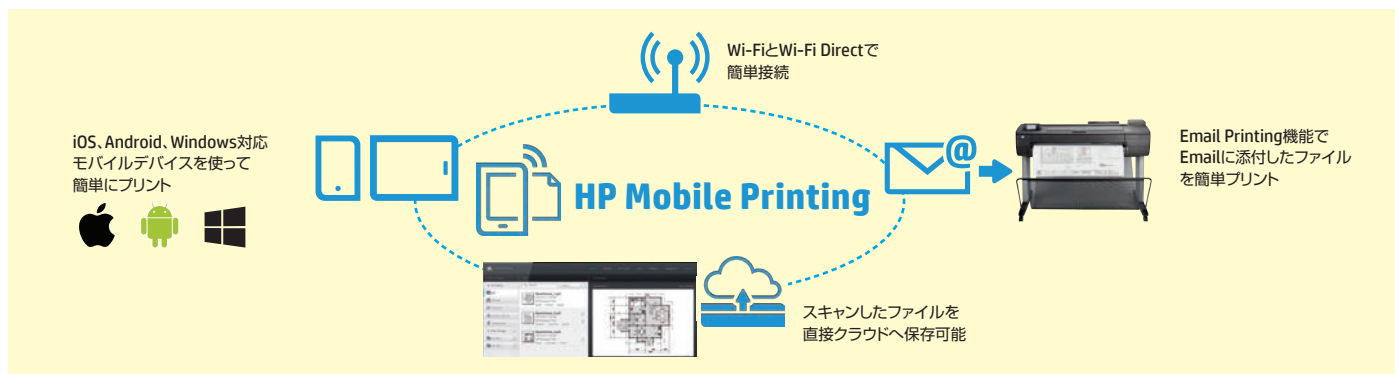 Wi-FiとWi-Fi Directで
簡単接続
iOS、Android、Windows対応
モバイルデバイスを使って
簡単にプリント
HP Mobile Printing
@
Email Printing機能で
Emailに添付したファイル
を簡単プリント
スキャンしたファイルを
直接クラウドへ保存可能